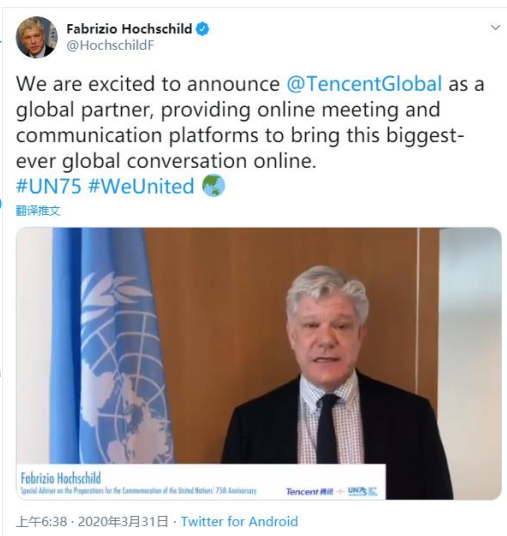 Fabrizio Hochschild
@HochschildF
We are excited to announce @TencentGlobal as a
global partner, providing online meeting and
communication platforms to bring this biggest-
ever global conversation online.
#UN75 #WeUnited
翻译推文
Fabrizio Hochschild
Special Adviser on the Preparations for the Commemoration of the United Nations' 75th Anniversary
Tencent 腾讯 + UN75
上午6:38 · 2020年3月31日 · Twitter for Android